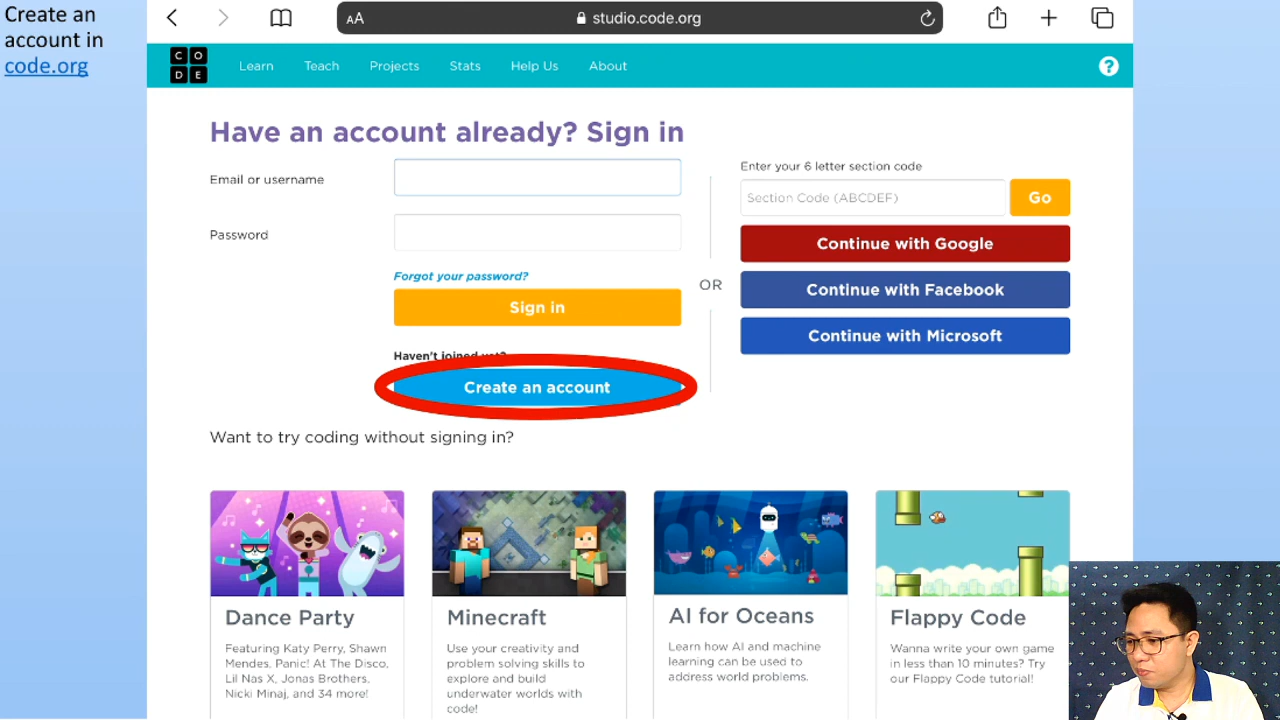 Create an
account in
code.org
AA
studio.code.org
C O
D E
Learn
Teach
Projects
Stats
Help Us
About
?
Have an account already? Sign in
Email or username
Password
Forgot your password?
Sign in
Haven't joined yet?
Create an account
OR
Enter your 6 letter section code
Section Code (ABCDEF)
Go
Continue with Google
Continue with Facebook
Continue with Microsoft
Want to try coding without signing in?
Dance Party
Featuring Katy Perry, Shawn
Mendes, Panic! At The Disco,
Lil Nas X, Jonas Brothers,
Nicki Minaj, and 34 more!
Minecraft
Use your creativity and
problem solving skills to
explore and build
underwater worlds with
code!
AI for Oceans
Learn how AI and machine
learning can be used to
address world problems.
Flappy Code
Wanna write your own game
in less than 10 minutes? Try
our Flappy Code tutorial!